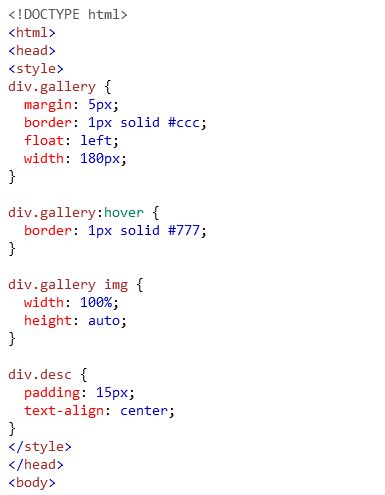 <!DOCTYPE html>
<html>
<head>
<style>
div.gallery {
  margin: 5px;
  border: 1px solid #ccc;
  float: left;
  width: 180px;
}

div.gallery:hover {
  border: 1px solid #777;
}

div.gallery img {
  width: 100%;
  height: auto;
}

div.desc {
  padding: 15px;
  text-align: center;
}
</style>
</head>
<body>